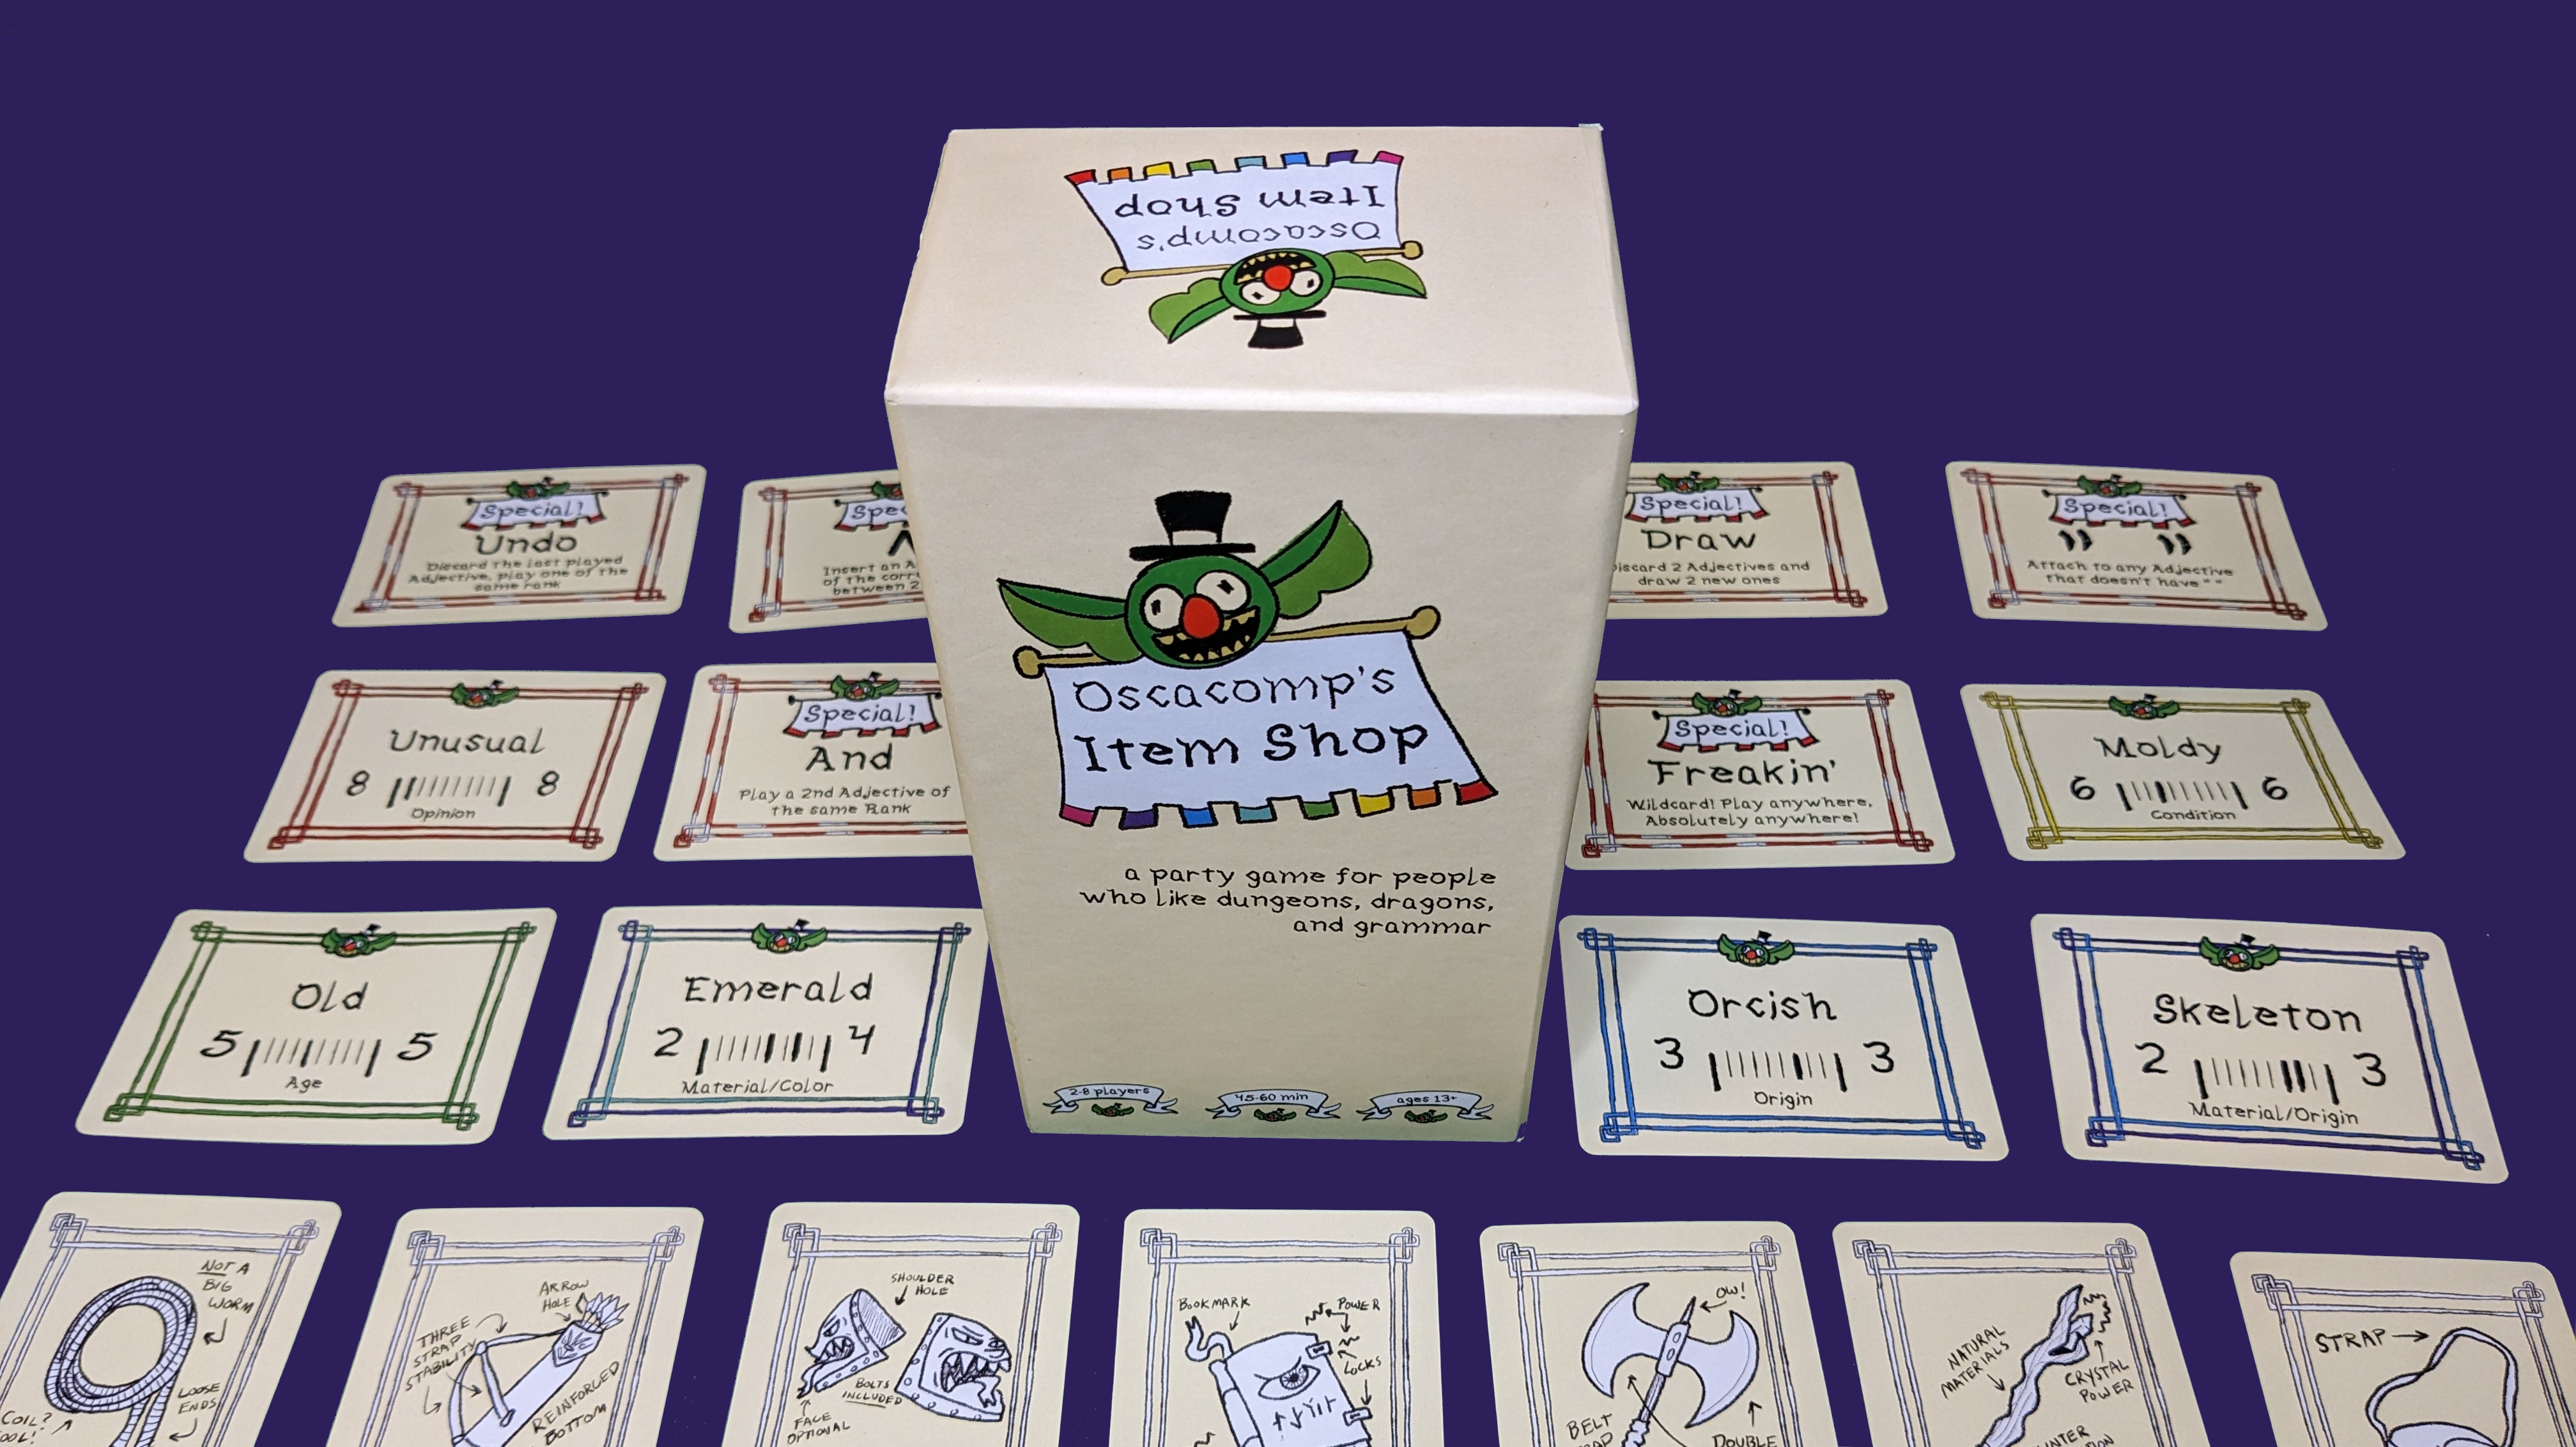 Oscacomp's
Item Shop
Oscacomp's
Item Shop
a party game for people
who like dungeons, dragons,
and grammar
2-8 players
45-60 min
ages 13+
Special!
Undo
Discard the last played
Adjective, play one of the
same rank
Insert an
of the
between 2
Special!
Draw
Discard 2 Adjectives and
draw 2 new ones
Special!
" "
Attach to any Adjective
that doesn't have " "
Unusual
8 8
Opinion
Special!
And
Play a 2nd Adjective of
the same Rank
Special!
Freakin'
Wildcard! Play anywhere,
Absolutely anywhere!
Moldy
6 6
Condition
Old
5 5
Age
Emerald
2 4
Material/Color
Orcish
3 3
Origin
Skeleton
2 3
Material/Origin
NOT A
BIG
WORM
LOOSE
ENDS
COIL?
ARROW
HOLE
THREE
STRAP
STABILITY
REINFORCED
BOTTOM
SHOULDER
HOLE
BOLTS
INCLUDED
FACE
OPTIONAL
BOOKMARK
POWER
LOCKS
OW!
BELT
DOUBLE
NATURAL
MATERIALS
CRYSTAL
POWER
STRAP